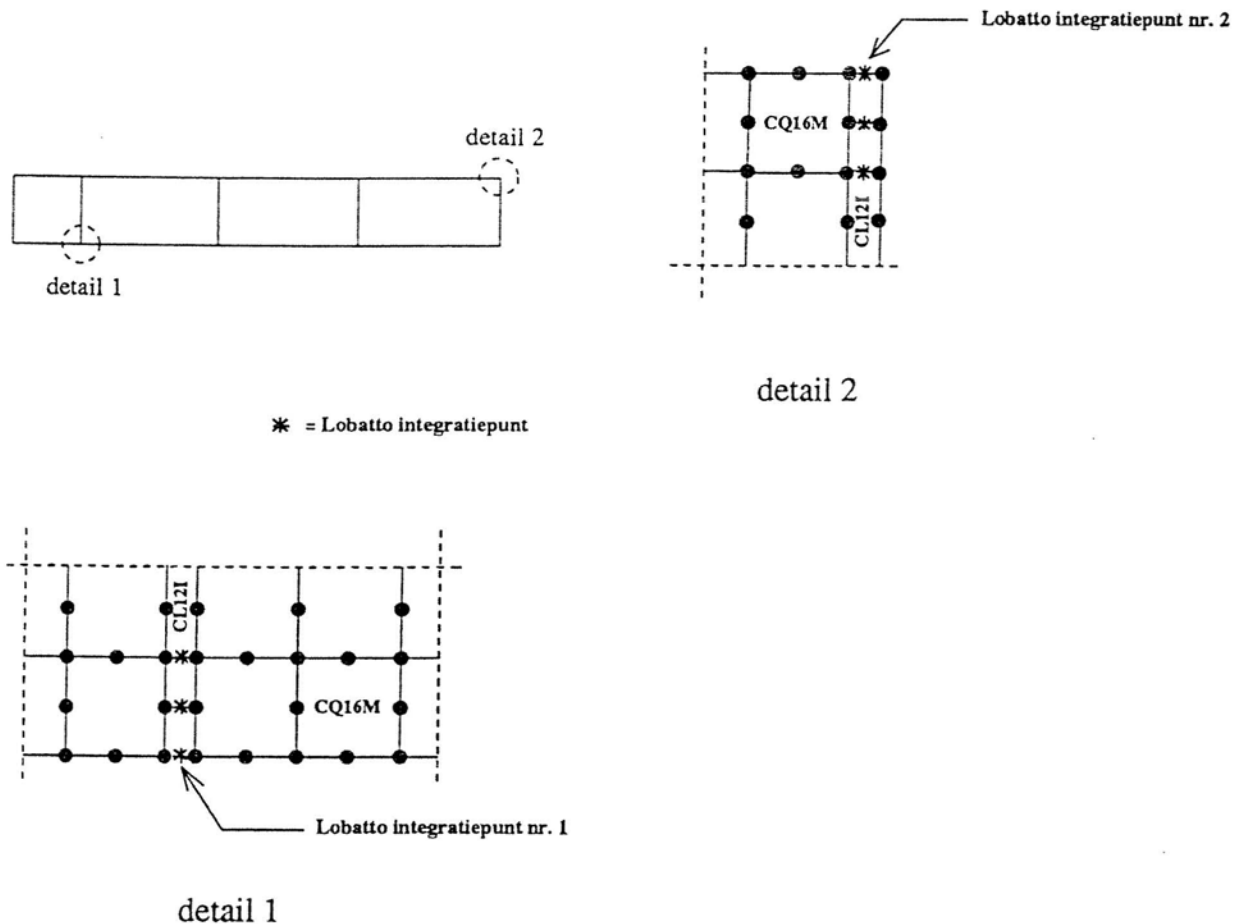 Lobatto integratiepunt nr. 2
detail 2
CQ16M
CL12I
detail 1
detail 2
* = Lobatto integratiepunt
CL12I
CQ16M
Lobatto integratiepunt nr. 1
detail 1